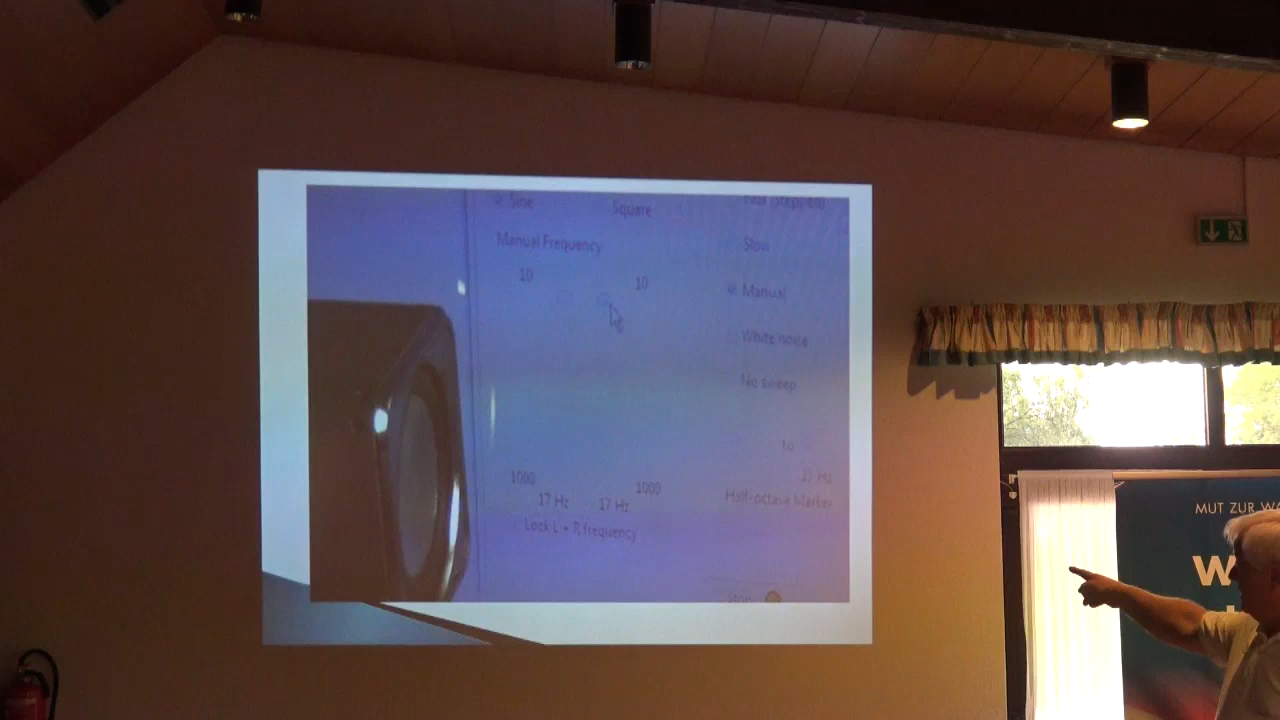 Sine
Square
Manual Frequency
10
10
Slow
Manual
White noise
No sweep
to
17 Hz
1000
1000
17 Hz
17 Hz
Half-octave Marker
Lock L + R frequency
MUT ZUR
W